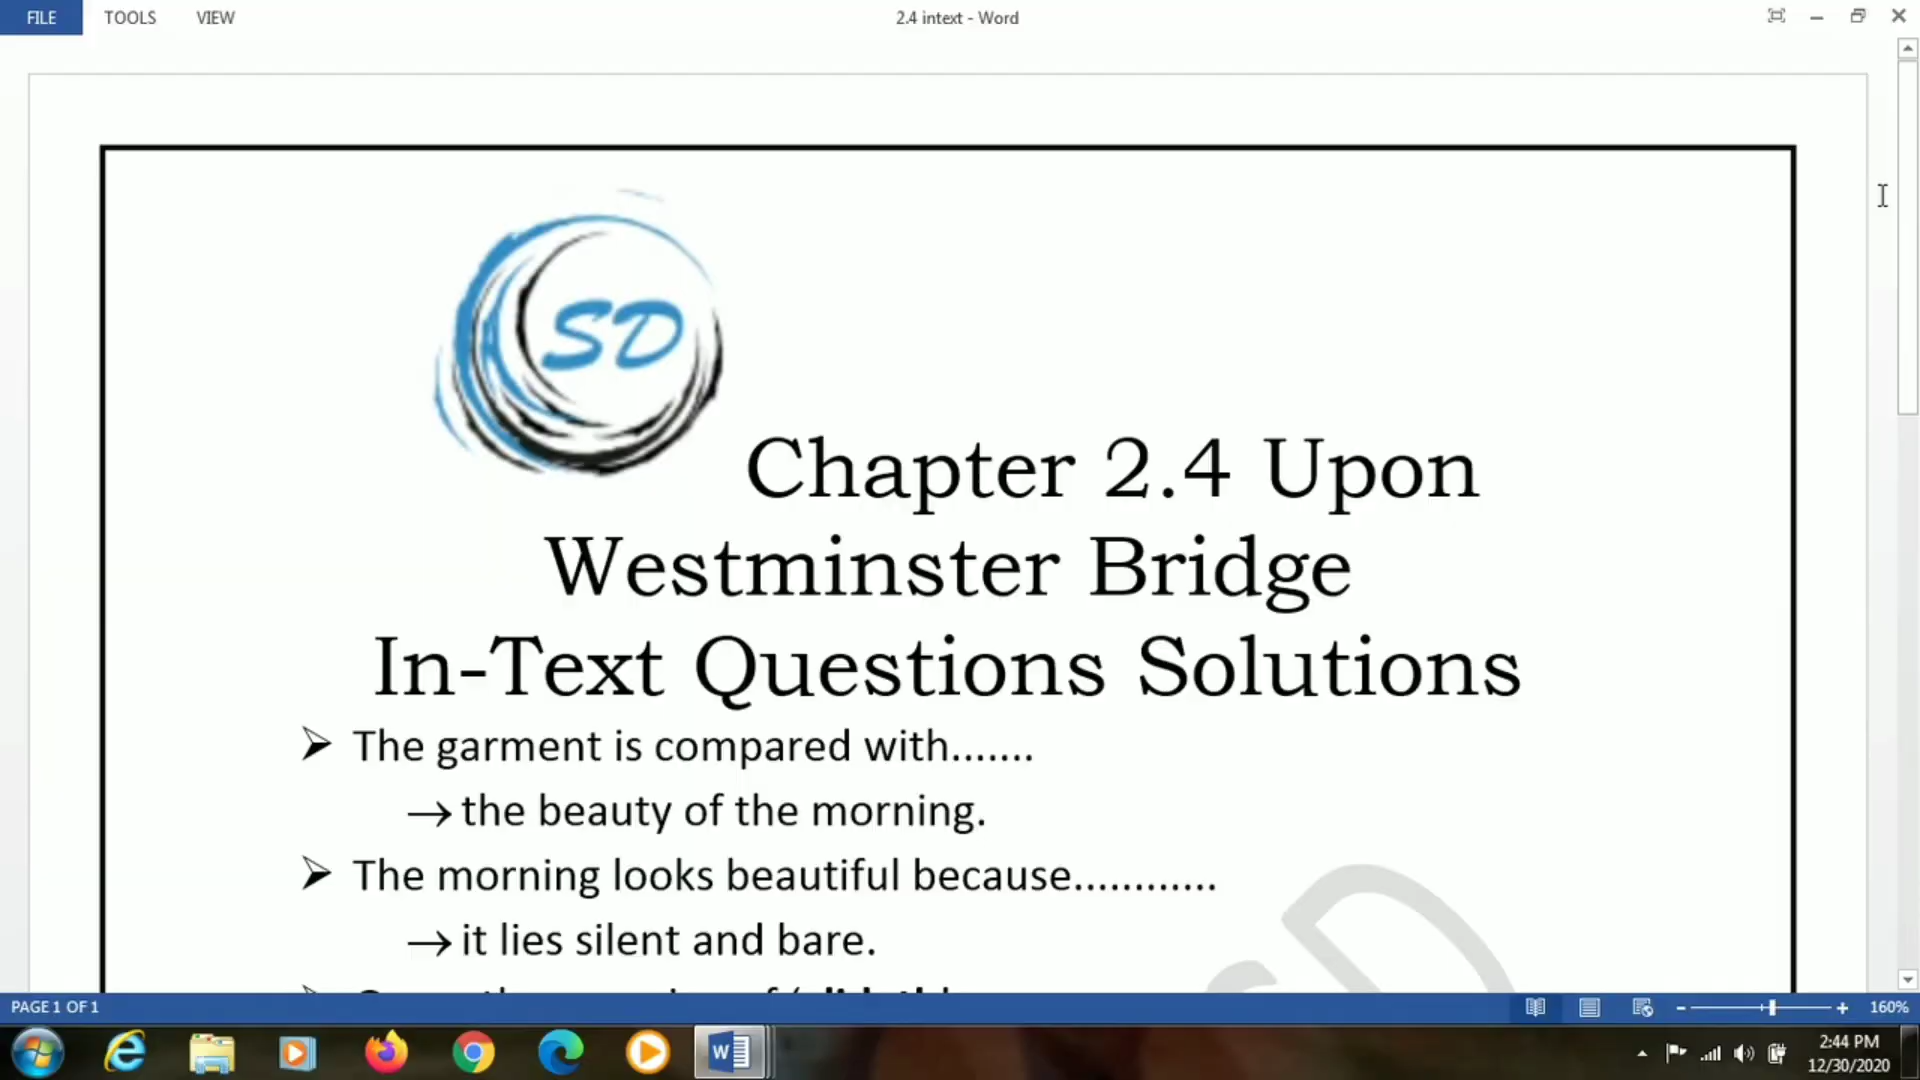 FILE TOOLS VIEW 2.4 intext - Word
SD
Chapter 2.4 Upon
Westminster Bridge
In-Text Questions Solutions
➢ The garment is compared with.......
→ the beauty of the morning.
➢ The morning looks beautiful because............
→ it lies silent and bare.
PAGE 1 OF 1 160%
2:44 PM
12/30/2020